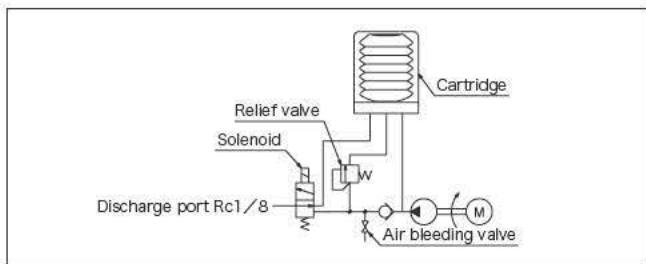 Cartridge
Relief valve
Solenoid
Discharge port Rc1/8
M
Air bleeding valve